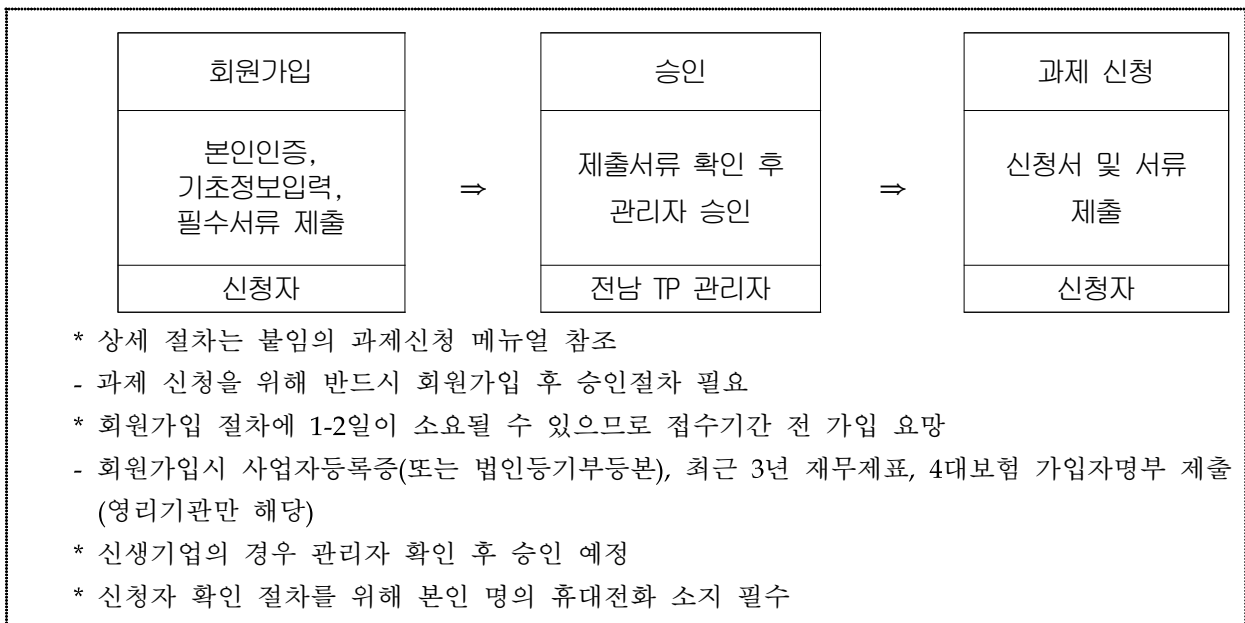 회원가입
승인
과제 신청
본인인증,
기초정보입력,
필수서류 제출
⇒
제출서류 확인 후
관리자 승인
⇒
신청서 및 서류
제출
신청자
전남 TP 관리자
신청자
* 상세 절차는 붙임의 과제신청 메뉴얼 참조
- 과제 신청을 위해 반드시 회원가입 후 승인절차 필요
* 회원가입 절차에 1-2일이 소요될 수 있으므로 접수기간 전 가입 요망
- 회원가입시 사업자등록증(또는 법인등기부등본), 최근 3년 재무제표, 4대보험 가입자명부 제출
(영리기관만 해당)
* 신생기업의 경우 관리자 확인 후 승인 예정
* 신청자 확인 절차를 위해 본인 명의 휴대전화 소지 필수